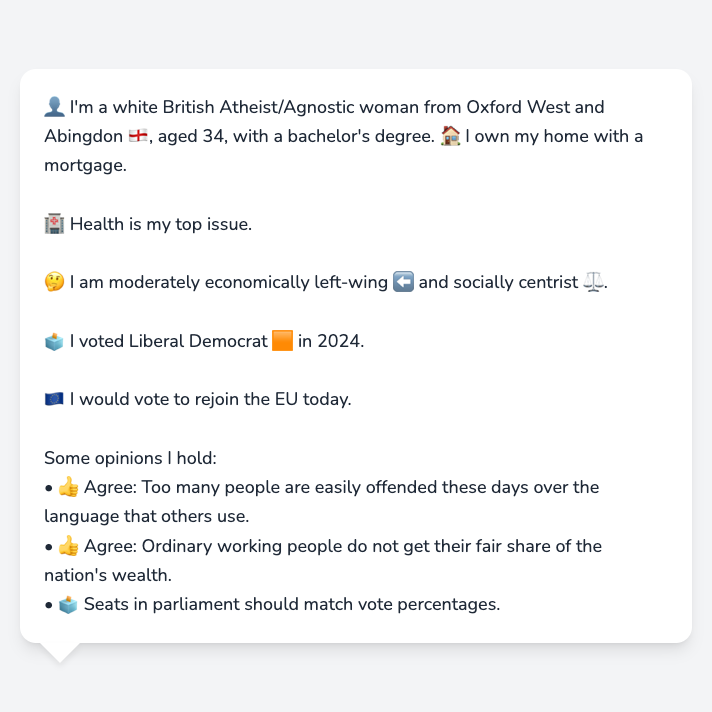 👤 I'm a white British Atheist/Agnostic woman from Oxford West and
Abingdon 🏴󠁧󠁢󠁥󠁮󠁧󠁿, aged 34, with a bachelor's degree. 🏠 I own my home with a
mortgage.
🏥 Health is my top issue.
🤔 I am moderately economically left-wing ⬅️ and socially centrist ⚖️.
🗳️ I voted Liberal Democrat 🟧 in 2024.
🇪🇺 I would vote to rejoin the EU today.
Some opinions I hold:
• 👍 Agree: Too many people are easily offended these days over the
language that others use.
• 👍 Agree: Ordinary working people do not get their fair share of the
nation's wealth.
• 🗳️ Seats in parliament should match vote percentages.